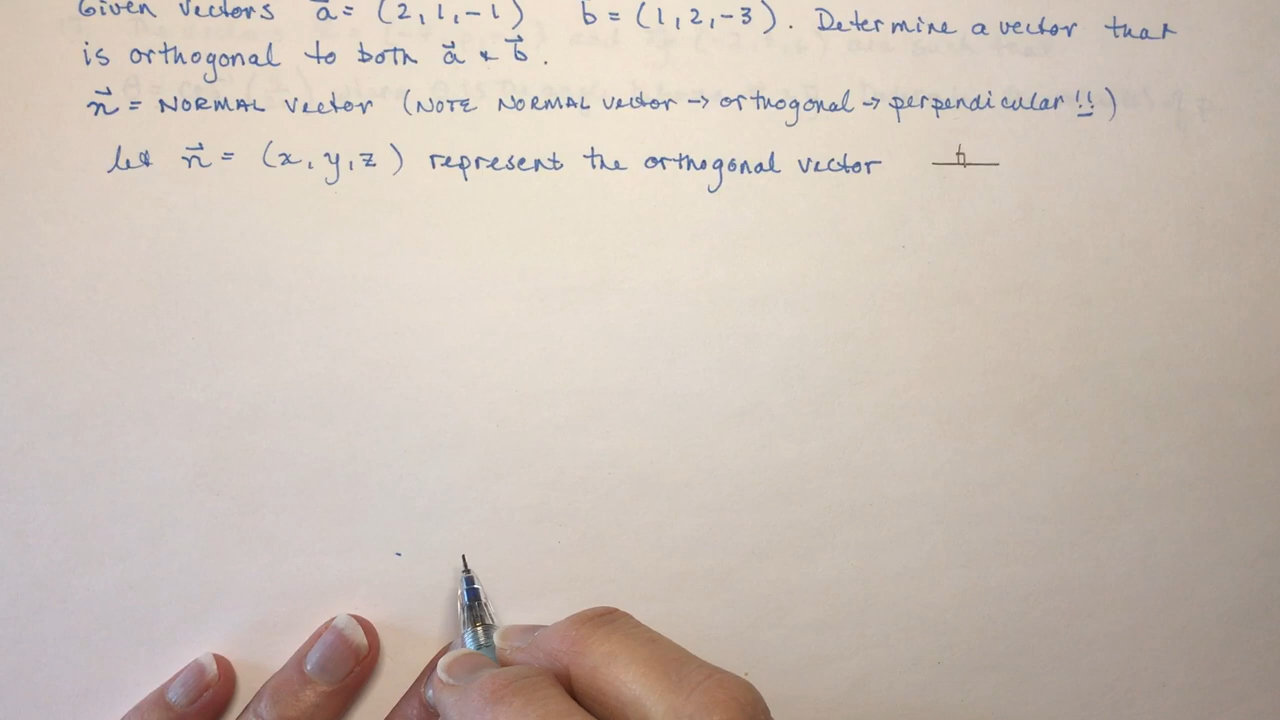 Given vectors a⃗ = (2, 1, -1) b = (1, 2, -3). Determine a vector that
is orthogonal to both a⃗ & b⃗.
n⃗ = NORMAL vector (NOTE NORMAL vector → orthogonal → perpendicular!!)
let n⃗ = (x, y, z) represent the orthogonal vector